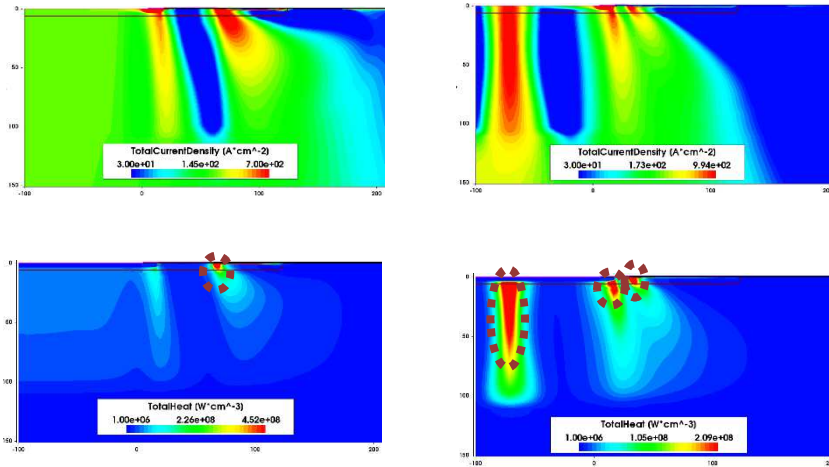 0
50
100
150
TotalCurrentDensity (A*cm^-2)
3.00e+01 1.45e+02 7.00e+02
-100 0 100 200
0
50
100
150
TotalCurrentDensity (A*cm^-2)
3.00e+01 1.73e+02 9.94e+02
-100 0 100 200
0
50
100
150
TotalHeat (W*cm^-3)
1.00e+06 2.26e+08 4.52e+08
-100 0 100 200
0
50
100
150
TotalHeat (W*cm^-3)
1.00e+06 1.05e+08 2.09e+08
-100 0 100 200